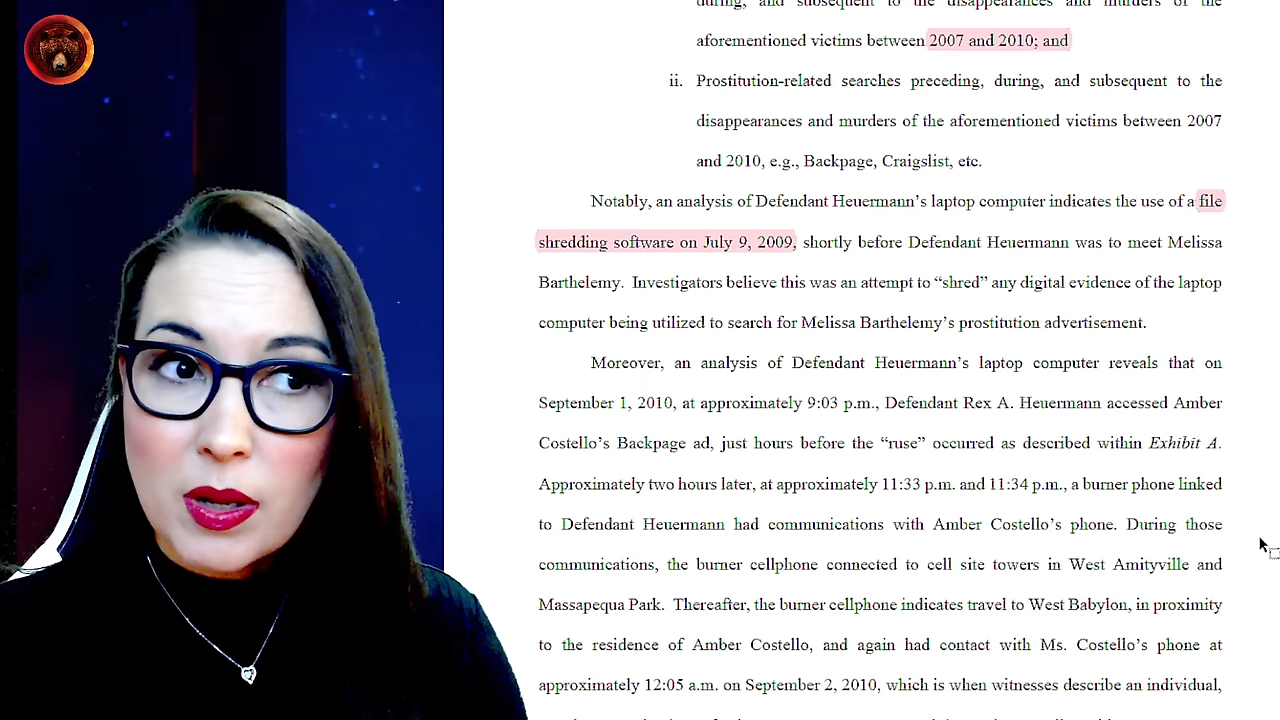 during, and subsequent to the disappearances and murders of the
aforementioned victims between 2007 and 2010; and
ii. Prostitution-related searches preceding, during, and subsequent to the
disappearances and murders of the aforementioned victims between 2007
and 2010, e.g., Backpage, Craigslist, etc.
Notably, an analysis of Defendant Heuermann’s laptop computer indicates the use of a file
shredding software on July 9, 2009, shortly before Defendant Heuermann was to meet Melissa
Barthelemy. Investigators believe this was an attempt to “shred” any digital evidence of the laptop
computer being utilized to search for Melissa Barthelemy’s prostitution advertisement.
Moreover, an analysis of Defendant Heuermann’s laptop computer reveals that on
September 1, 2010, at approximately 9:03 p.m., Defendant Rex A. Heuermann accessed Amber
Costello’s Backpage ad, just hours before the “ruse” occurred as described within Exhibit A.
Approximately two hours later, at approximately 11:33 p.m. and 11:34 p.m., a burner phone linked
to Defendant Heuermann had communications with Amber Costello’s phone. During those
communications, the burner cellphone connected to cell site towers in West Amityville and
Massapequa Park. Thereafter, the burner cellphone indicates travel to West Babylon, in proximity
to the residence of Amber Costello, and again had contact with Ms. Costello’s phone at
approximately 12:05 a.m. on September 2, 2010, which is when witnesses describe an individual,